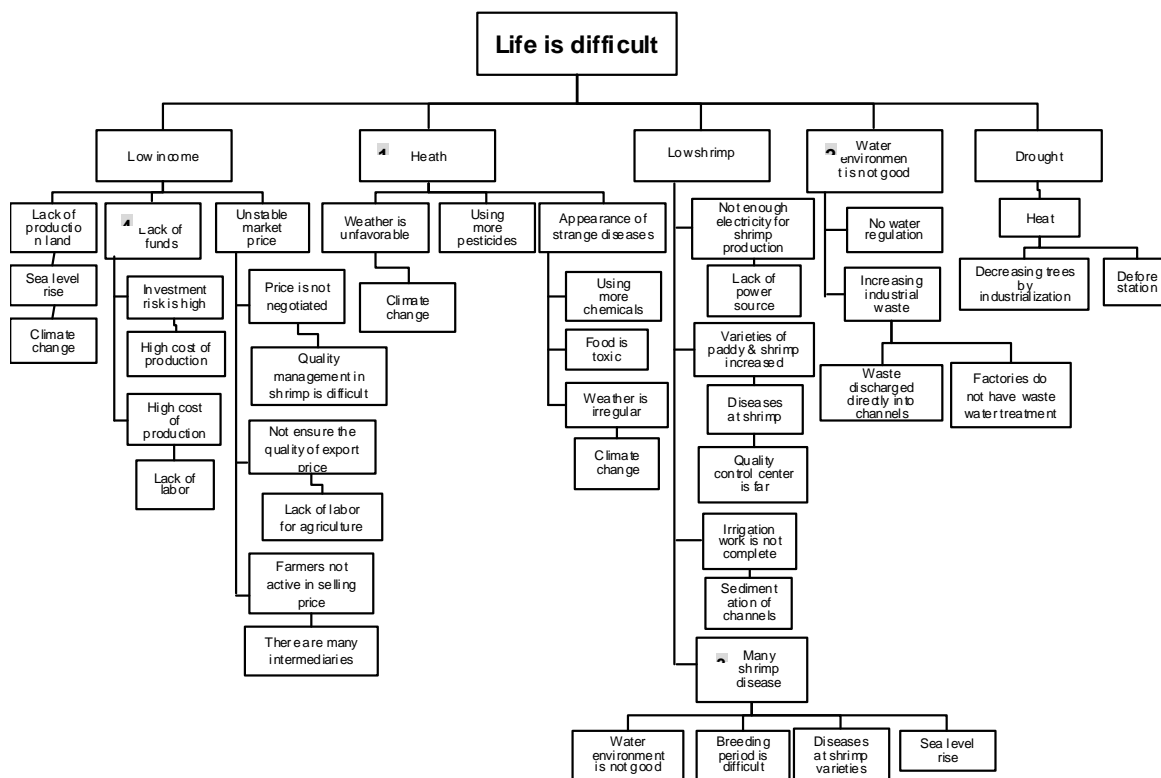 Life is difficult
Low income
Heath
Low shrimp
Water
environmen
t is not good
Drought
Lack of
productio
n land
Lack of
funds
Unstable
market
price
Weather is
unfavorable
Using
more
pesticides
Appearance of
strange diseases
Not enough
electricity for
shrimp
production
No water
regulation
Heat
Sea level
rise
Climate
change
Investment
risk is high
High cost of
production
High cost
of
production
Lack of
labor
Price is not
negotiated
Quality
management in
shrimp is difficult
Not ensure the
quality of export
price
Lack of labor
for agriculture
Farmers not
active in selling
price
There are many
intermediaries
Climate
change
Using
more
chemicals
Food is
toxic
Weather is
irregular
Climate
change
Lack of
power
source
Varieties of
paddy & shrimp
increased
Diseases
at shrimp
Quality
control center
is far
Irrigation
work is not
complete
Sediment
ation of
channels
Many
shrimp
disease
Water
environment
is not good
Breeding
period is
difficult
Diseases
at shrimp
varieties
Sea level
rise
Increasing
industrial
waste
Waste
discharged
directly into
channels
Factories do
not have waste
water treatment
Decreasing trees
by
industrialization
Defore
station